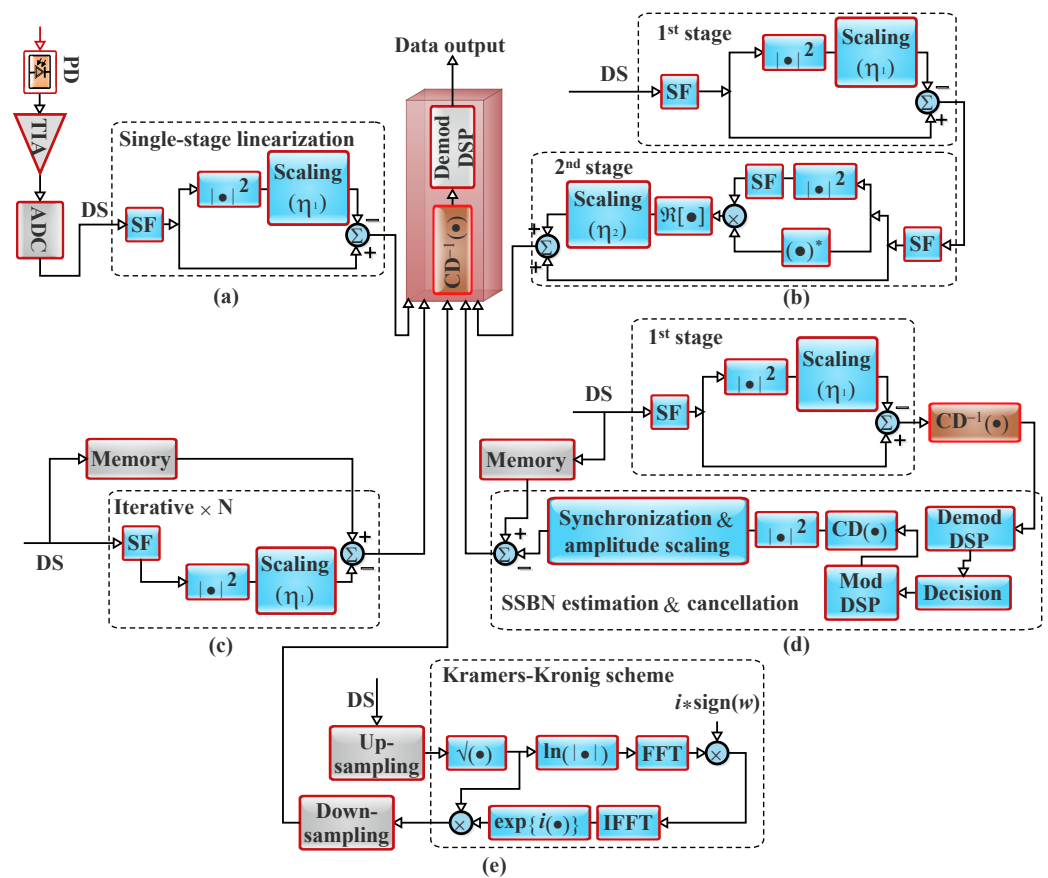 PD
TIA
ADC
DS
Single-stage linearization
SF
|•|²
Scaling
(η₁)
−
Σ
+
(a)
Data output
Demod
DSP
CD⁻¹(•)
1st stage
DS
SF
|•|²
Scaling
(η₁)
−
Σ
+
2nd stage
Scaling
(η₂)
ℜ[•]
×
SF
|•|²
(•)*
SF
+
Σ
+
(b)
1st stage
DS
SF
|•|²
Scaling
(η₁)
−
Σ
+
CD⁻¹(•)
Memory
Synchronization &
amplitude scaling
|•|²
CD(•)
Demod
DSP
Decision
Mod
DSP
+
Σ
−
SSBN estimation & cancellation
(d)
Memory
Iterative × N
DS
SF
|•|²
Scaling
(η₁)
+
Σ
−
(c)
Kramers-Kronig scheme
DS
i*sign(w)
Up-
sampling
√(•)
ln(|•|)
FFT
×
Down-
sampling
×
exp{i(•)}
IFFT
(e)